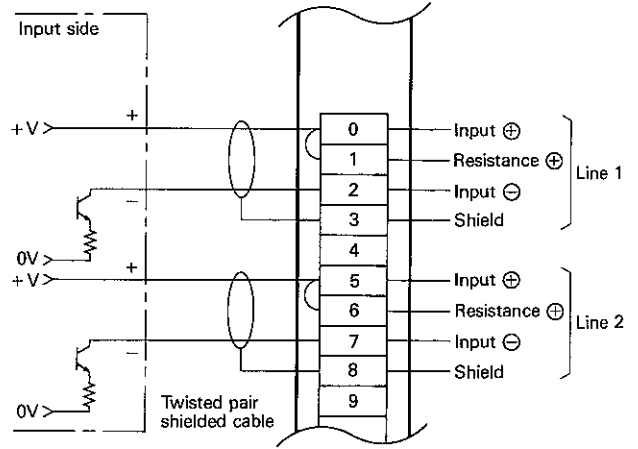 Input side
+V
+
0 Input ⊕
1 Resistance ⊕
Line 1
−
2 Input ⊖
3 Shield
0V
4
+V
+
5 Input ⊕
6 Resistance ⊕
Line 2
−
7 Input ⊖
8 Shield
0V
9
Twisted pair
shielded cable